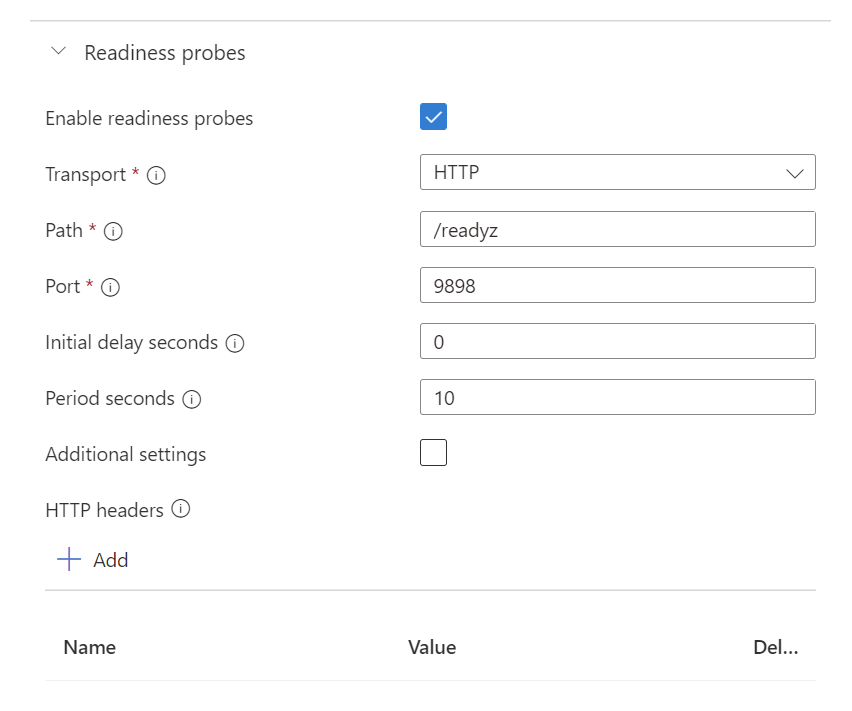 Readiness probes
Enable readiness probes
Transport *
HTTP
Path *
/readyz
Port *
9898
Initial delay seconds
0
Period seconds
10
Additional settings
HTTP headers
Add
Name Value Del...